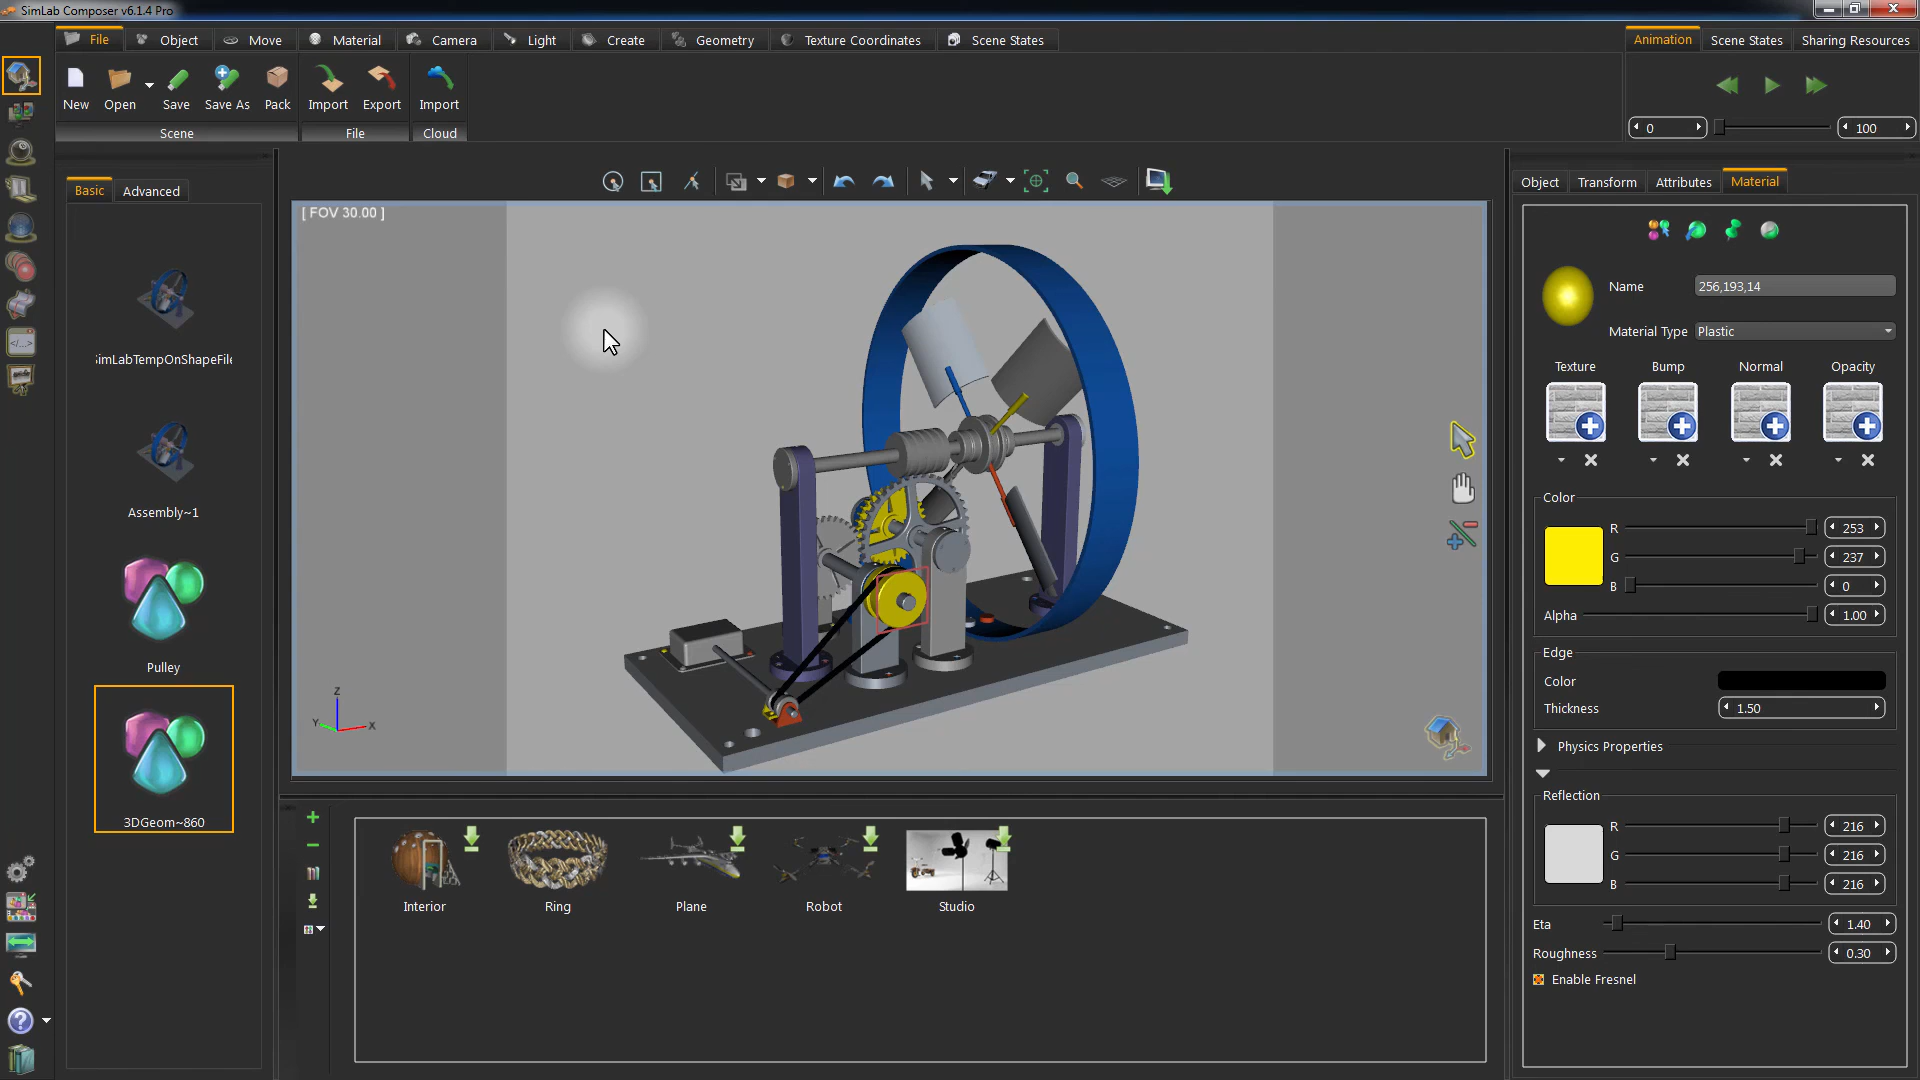 SimLab Composer v6.1.4 Pro
File
Object
Move
Material
Camera
Light
Create
Geometry
Texture Coordinates
Scene States
Animation
Scene States
Sharing Resources
New
Open
Save
Save As
Pack
Import
Export
Import
Scene
File
Cloud
0
100
Basic
Advanced
SimLabTempOnShapeFile
Assembly~1
Pulley
3DGeom~860
[ FOV 30.00 ]
Z
Y
X
Interior
Ring
Plane
Robot
Studio
Object
Transform
Attributes
Material
Name
256,193,14
Material Type
Plastic
Texture
Bump
Normal
Opacity
Color
R
253
G
237
B
0
Alpha
1.00
Edge
Color
Thickness
1.50
Physics Properties
Reflection
R
216
G
216
B
216
Eta
1.40
Roughness
0.30
Enable Fresnel